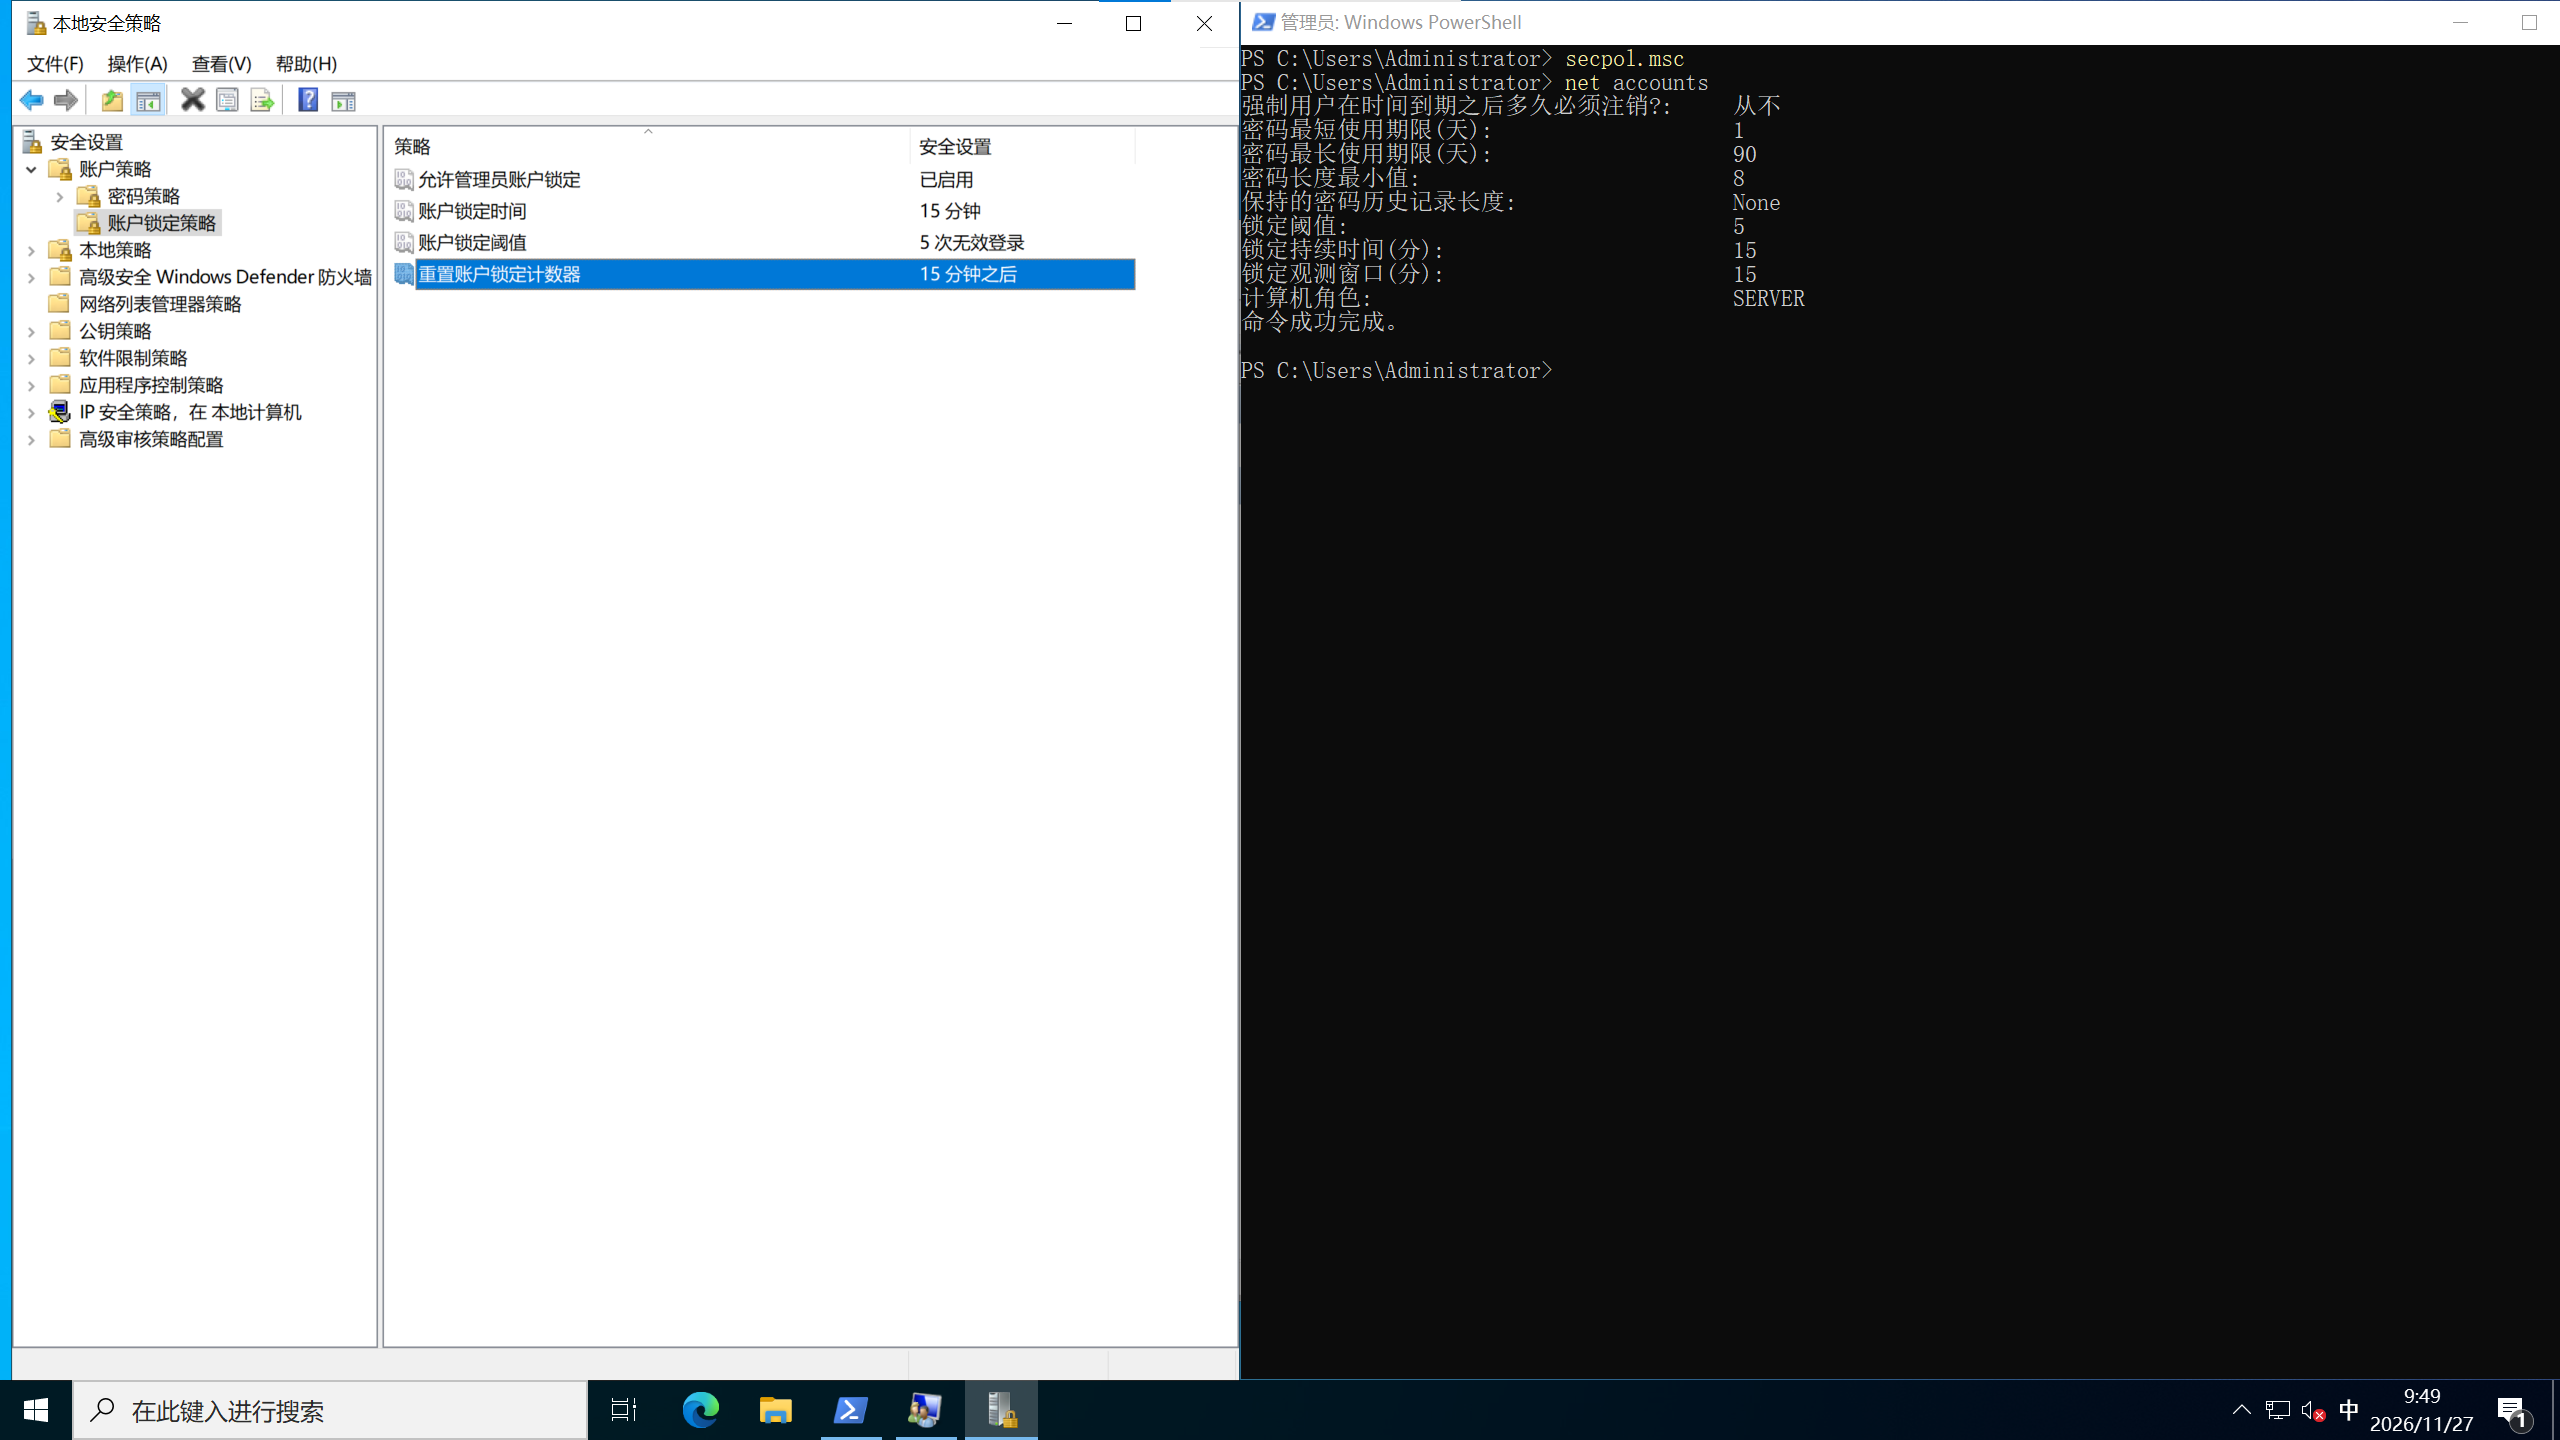 本地安全策略
文件(F) 操作(A) 查看(V) 帮助(H)
安全设置
账户策略
密码策略
账户锁定策略
本地策略
高级安全 Windows Defender 防火墙
网络列表管理器策略
公钥策略
软件限制策略
应用程序控制策略
IP 安全策略，在 本地计算机
高级审核策略配置
策略 安全设置
允许管理员账户锁定 已启用
账户锁定时间 15 分钟
账户锁定阈值 5 次无效登录
重置账户锁定计数器 15 分钟之后
管理员: Windows PowerShell
PS C:\Users\Administrator> secpol.msc
PS C:\Users\Administrator> net accounts
强制用户在时间到期之后多久必须注销?: 从不
密码最短使用期限(天): 1
密码最长使用期限(天): 90
密码长度最小值: 8
保持的密码历史记录长度: None
锁定阈值: 5
锁定持续时间(分): 15
锁定观测窗口(分): 15
计算机角色: SERVER
命令成功完成。
PS C:\Users\Administrator>
在此键入进行搜索
中
9:49
2026/11/27
1